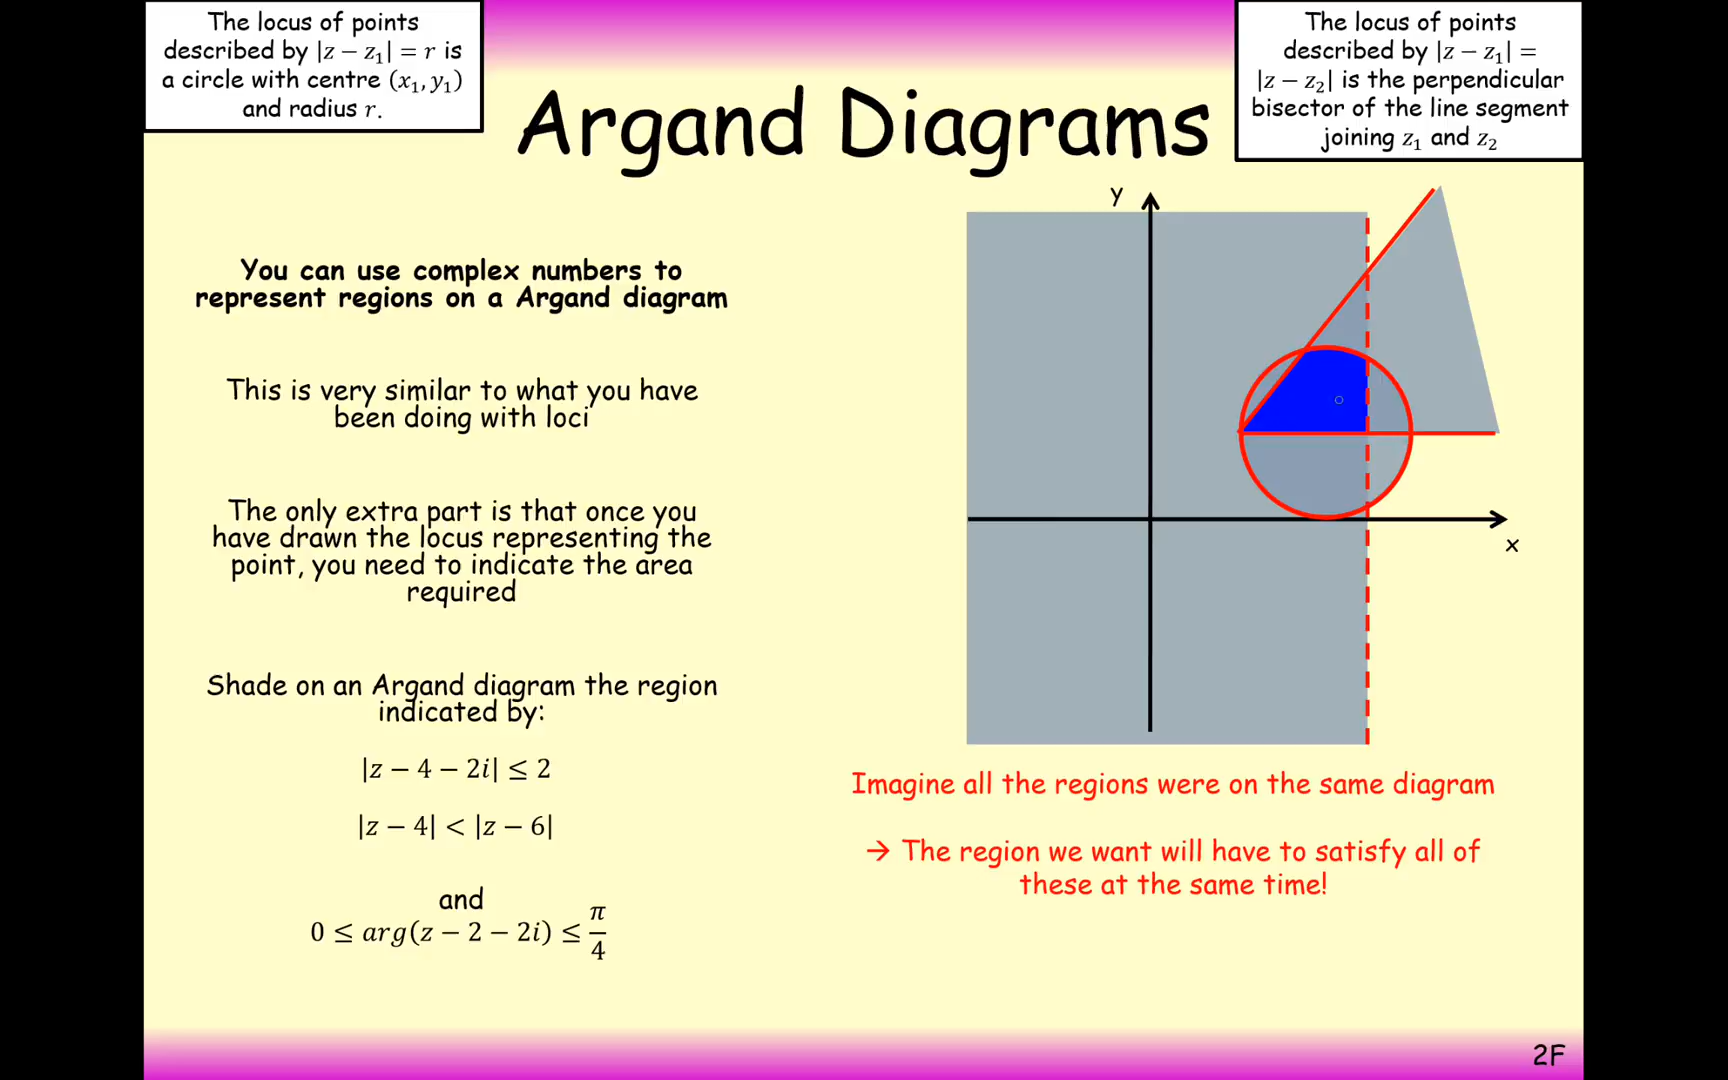 The locus of points
described by |z − z₁| = r is
a circle with centre (x₁, y₁)
and radius r.
The locus of points
described by |z − z₁| =
|z − z₂| is the perpendicular
bisector of the line segment
joining z₁ and z₂
Argand Diagrams
You can use complex numbers to
represent regions on a Argand diagram
This is very similar to what you have
been doing with loci
The only extra part is that once you
have drawn the locus representing the
point, you need to indicate the area
required
Shade on an Argand diagram the region
indicated by:
|z − 4 − 2i| ≤ 2
|z − 4| < |z − 6|
and
0 ≤ arg(z − 2 − 2i) ≤ π/4
y
x
Imagine all the regions were on the same diagram
→ The region we want will have to satisfy all of
these at the same time!
2F